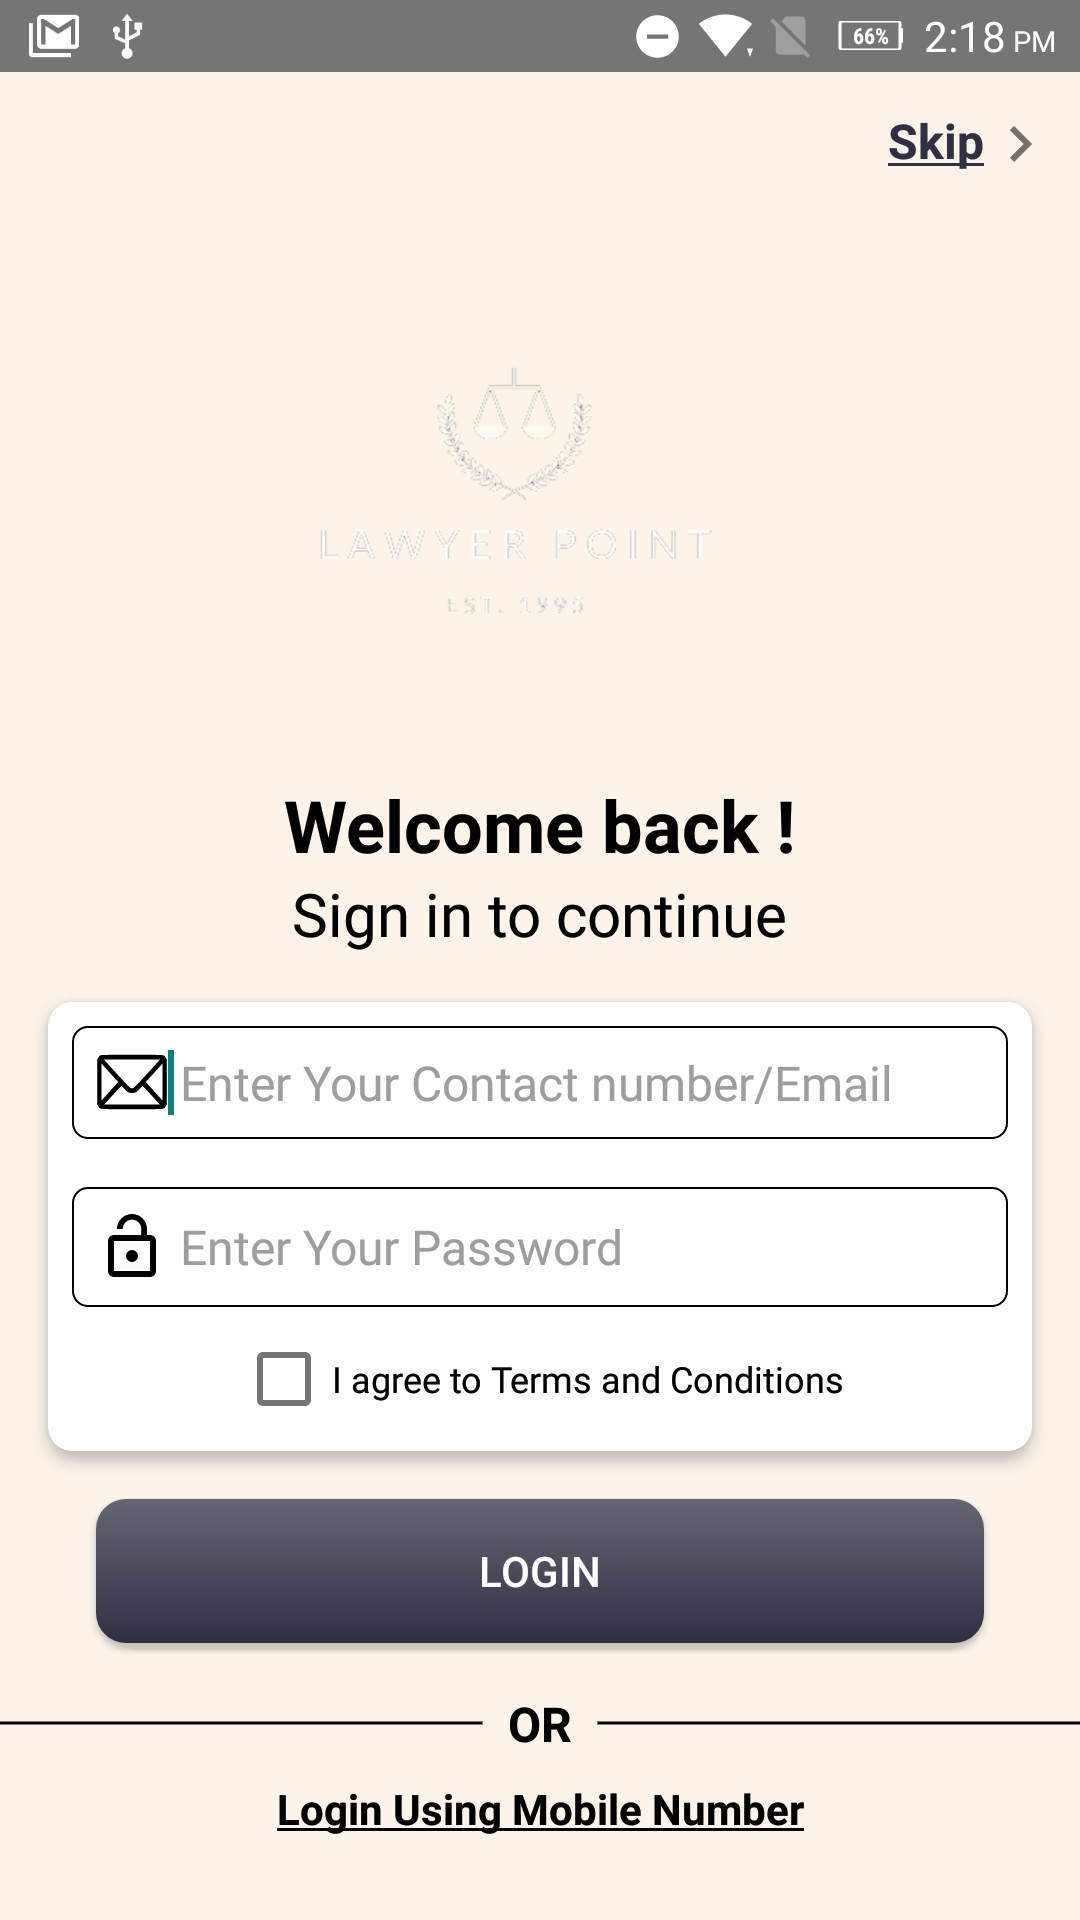 66% 2:18 PM
Skip
LAWYER POINT
EST. 1995
Welcome back !
Sign in to continue
Enter Your Contact number/Email
Enter Your Password
I agree to Terms and Conditions
LOGIN
OR
Login Using Mobile Number